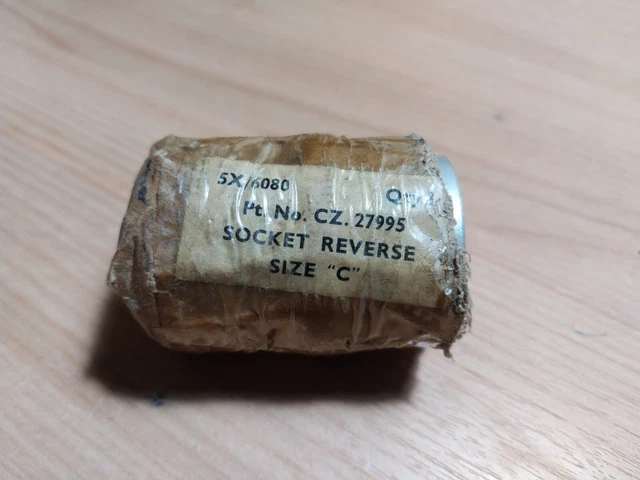 5X/6080
Pt. No. CZ. 27995
SOCKET REVERSE
SIZE "C"